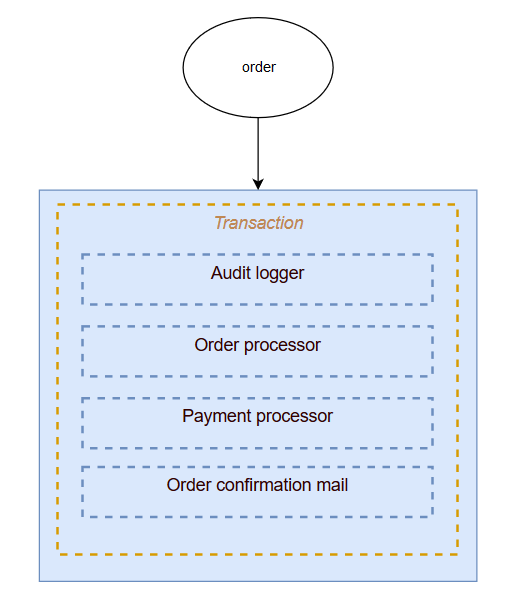 order
Transaction
Audit logger
Order processor
Payment processor
Order confirmation mail